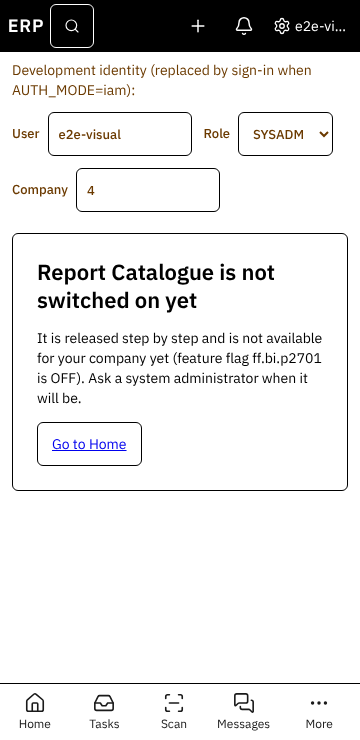 ERP
e2e-vi...
Development identity (replaced by sign-in when
AUTH_MODE=iam):
User e2e-visual Role SYSADM
Company 4
Report Catalogue is not
switched on yet
It is released step by step and is not available
for your company yet (feature flag ff.bi.p2701
is OFF). Ask a system administrator when it
will be.
Go to Home
Home Tasks Scan Messages More